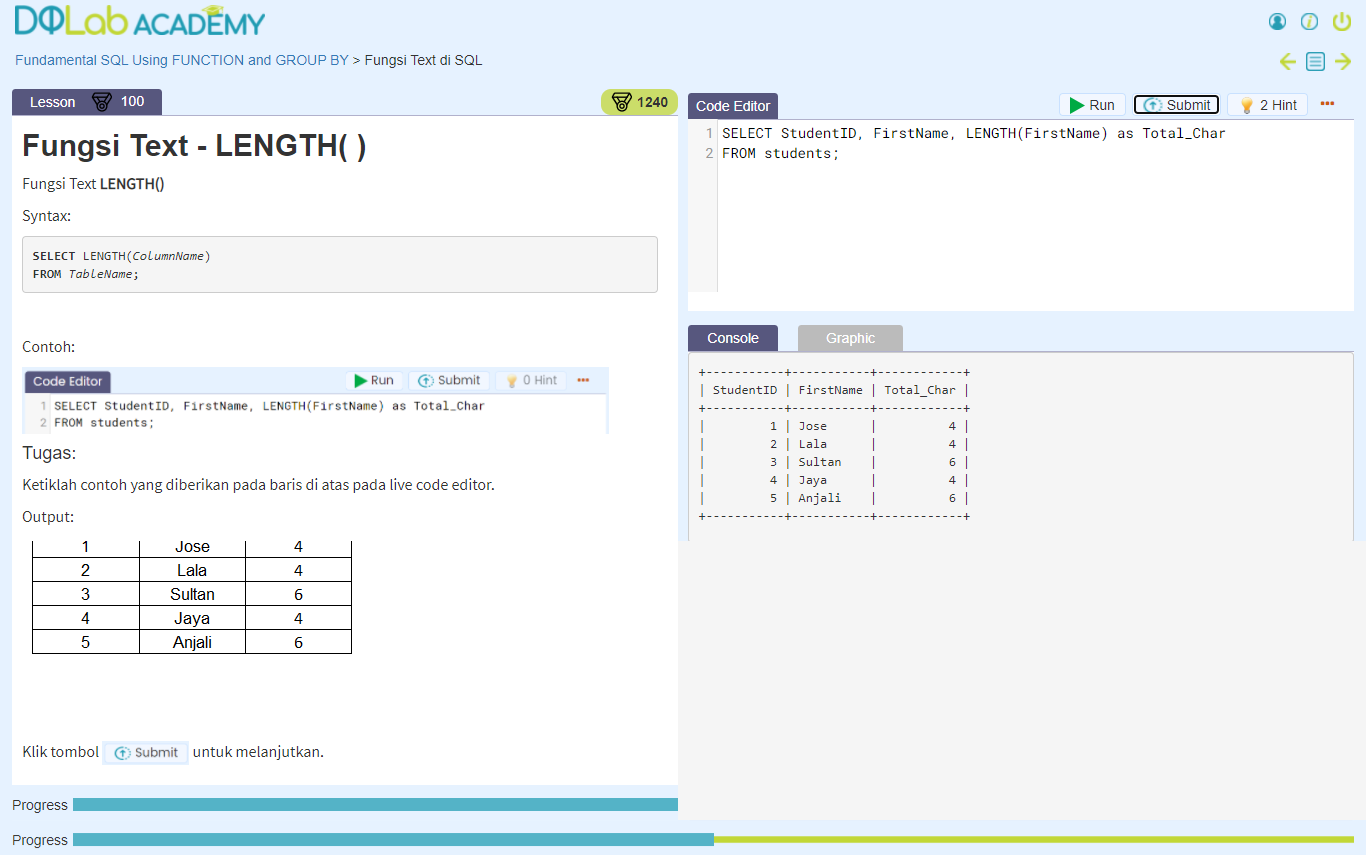 DQLab ACADEMY
Fundamental SQL Using FUNCTION and GROUP BY > Fungsi Text di SQL
Lesson 100
1240
Fungsi Text - LENGTH( )
Fungsi Text LENGTH()
Syntax:
SELECT LENGTH(ColumnName)
FROM TableName;
Contoh:
Code Editor Run Submit 0 Hint
1 SELECT StudentID, FirstName, LENGTH(FirstName) as Total_Char
2 FROM students;
Tugas:
Ketiklah contoh yang diberikan pada baris di atas pada live code editor.
Output:
1 Jose 4
2 Lala 4
3 Sultan 6
4 Jaya 4
5 Anjali 6
Klik tombol Submit untuk melanjutkan.
Progress
Progress
Code Editor Run Submit 2 Hint
1 SELECT StudentID, FirstName, LENGTH(FirstName) as Total_Char
2 FROM students;
Console Graphic
+-----------+-----------+------------+
| StudentID | FirstName | Total_Char |
+-----------+-----------+------------+
| 1 | Jose | 4 |
| 2 | Lala | 4 |
| 3 | Sultan | 6 |
| 4 | Jaya | 4 |
| 5 | Anjali | 6 |
+-----------+-----------+------------+